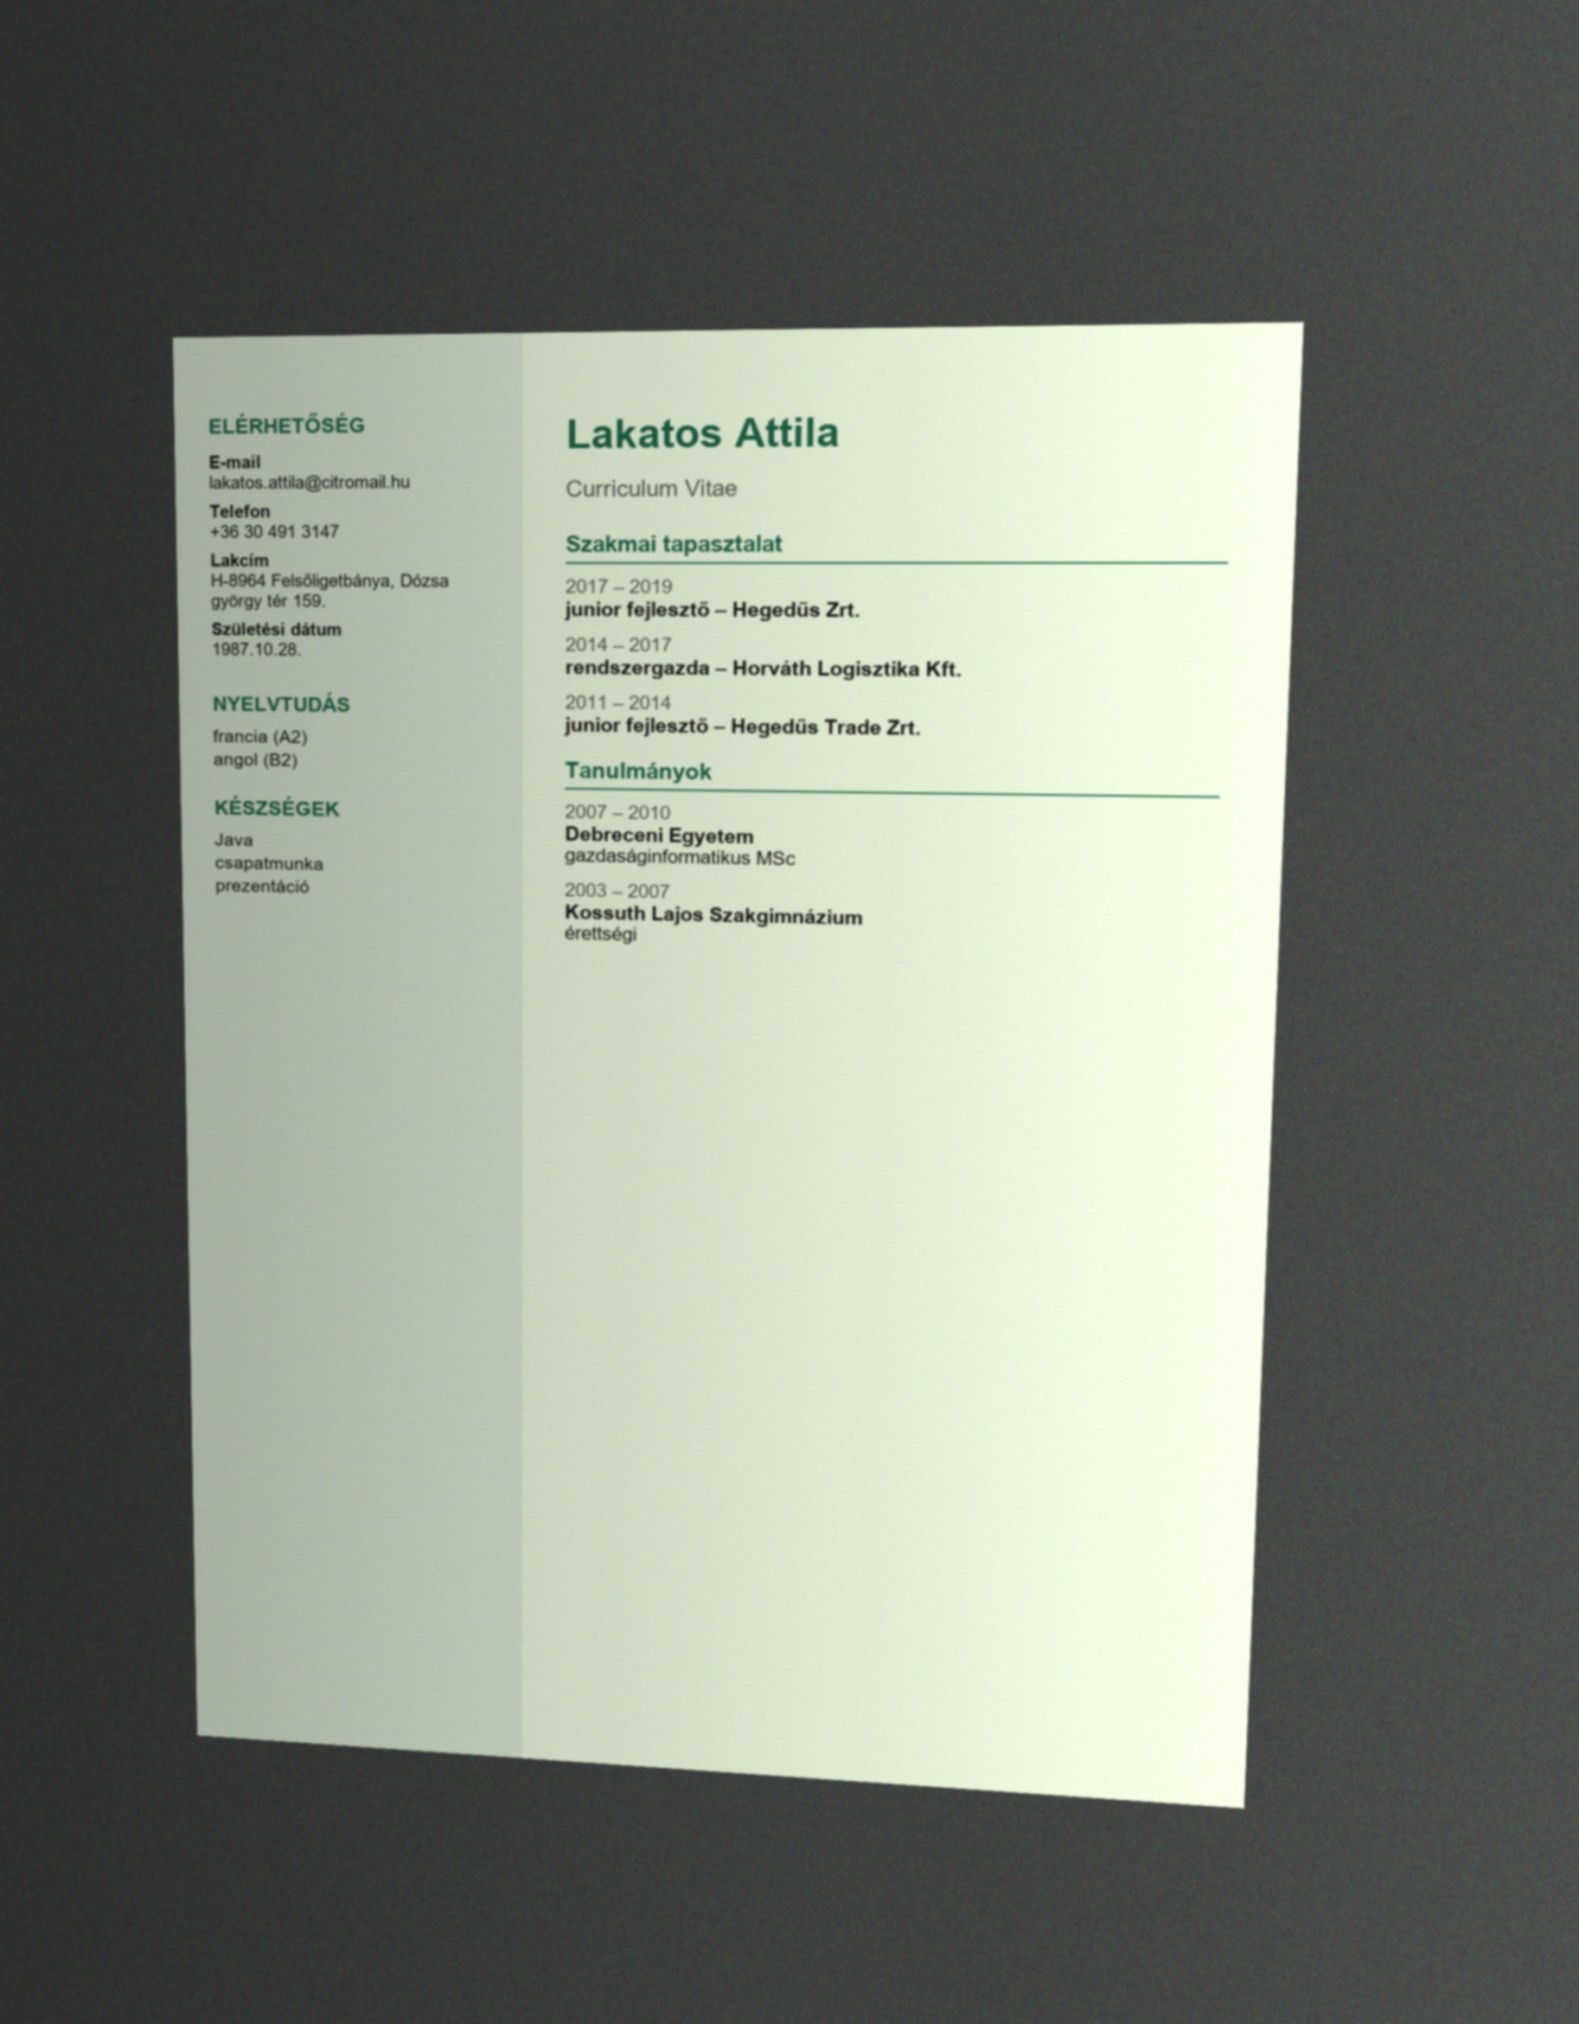 ELÉRHETŐSÉG
E-mail
lakatos.attila@citromail.hu
Telefon
+36 30 491 3147
Lakcím
H-8964 Felsőligetbánya, Dózsa
györgy tér 159.
Születési dátum
1987.10.28.
NYELVTUDÁS
francia (A2)
angol (B2)
KÉSZSÉGEK
Java
csapatmunka
prezentáció
Lakatos Attila
Curriculum Vitae
Szakmai tapasztalat
2017 – 2019
junior fejlesztő – Hegedűs Zrt.
2014 – 2017
rendszergazda – Horváth Logisztika Kft.
2011 – 2014
junior fejlesztő – Hegedűs Trade Zrt.
Tanulmányok
2007 – 2010
Debreceni Egyetem
gazdaságinformatikus MSc
2003 – 2007
Kossuth Lajos Szakgimnázium
érettségi